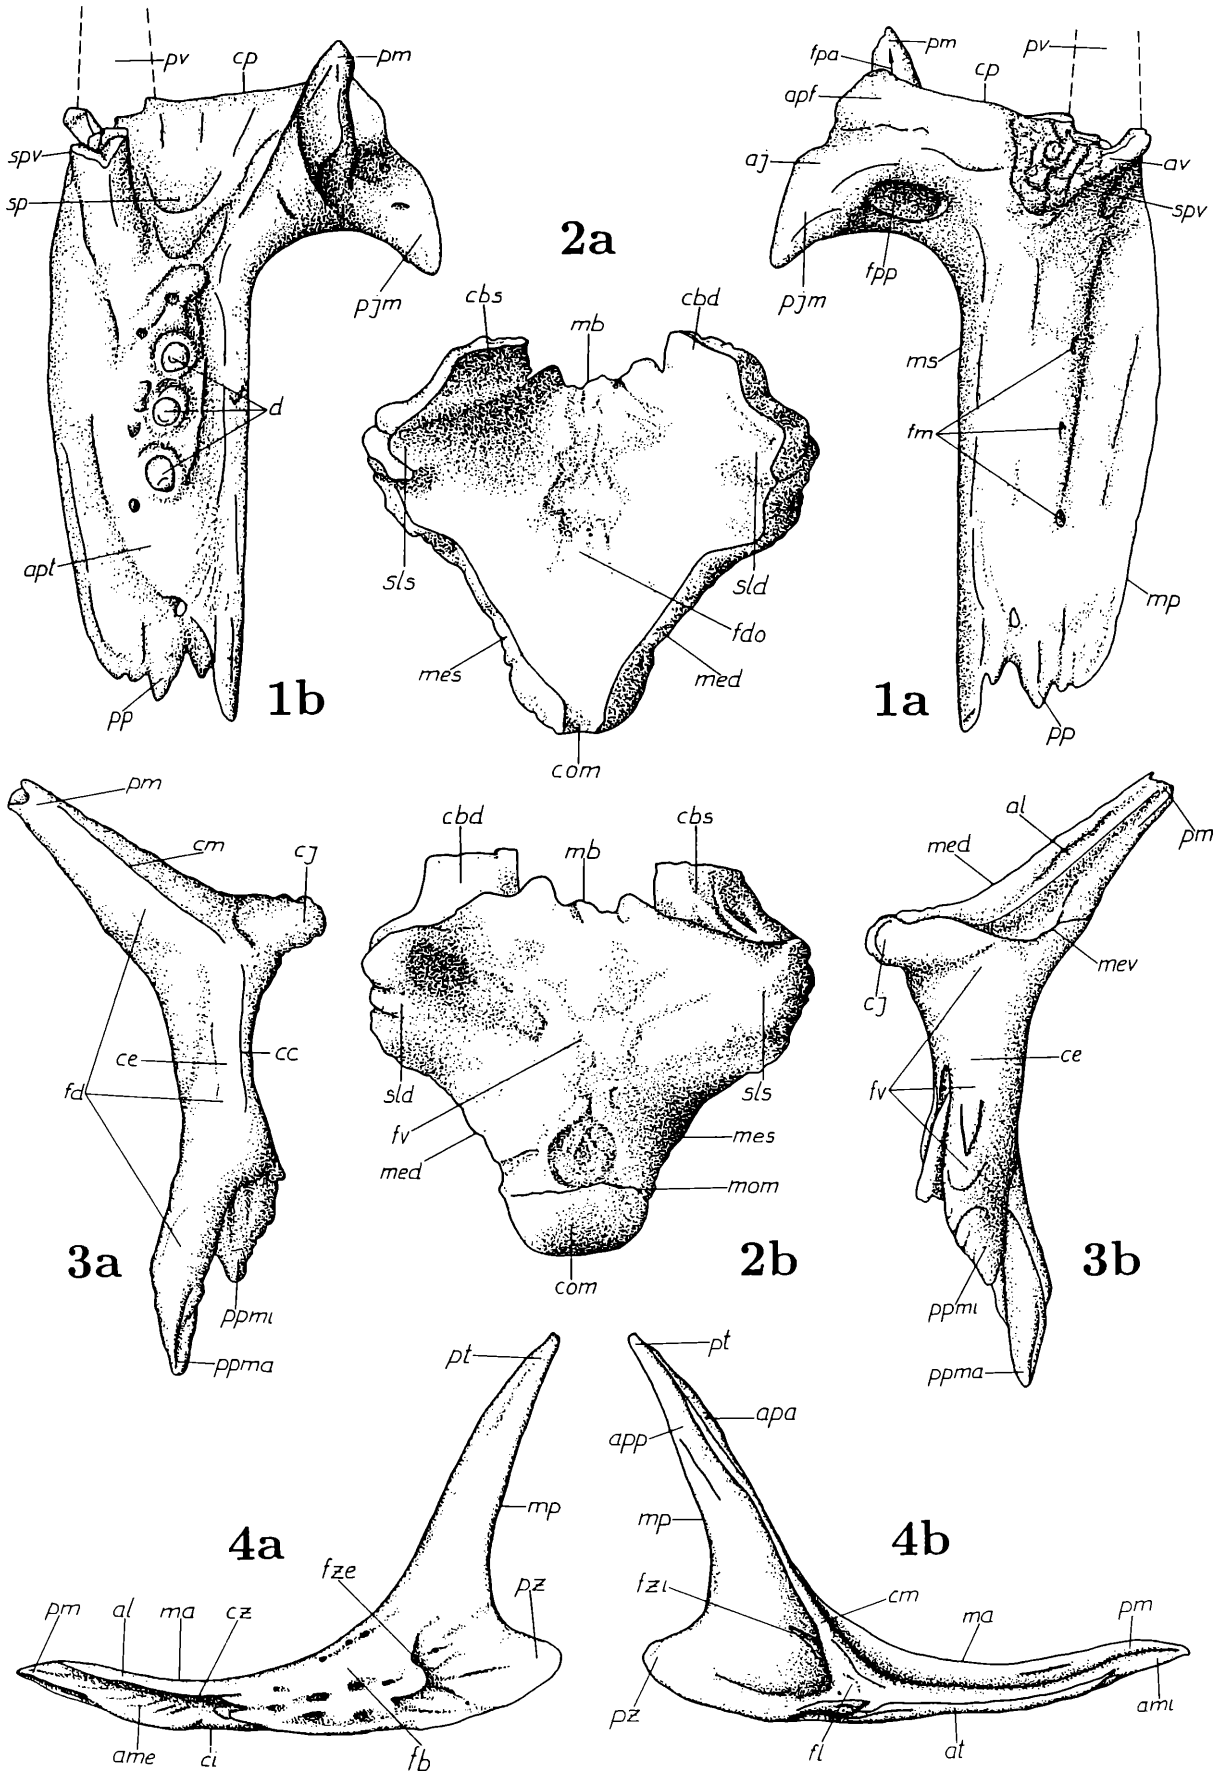 pv
cp
pm
spv
sp
pjm
d
apt
pp
1b
2a
cbs
mb
cbd
sls
sld
fdo
mes
med
com
pm
fpa
pv
cp
apf
aj
av
spv
fpp
pjm
ms
fm
mp
1a
pp
pm
cm
cj
ce
cc
fd
3a
ppmi
ppma
cbd
mb
cbs
sld
sls
fv
med
mes
mom
2b
com
al
pm
med
mev
cj
ce
fv
3b
ppmi
ppma
pt
mp
4a
fze
pz
pm
al
ma
cz
ame
ci
fb
pt
apa
app
mp
4b
fzi
cm
ma
pm
pz
fl
at
ami